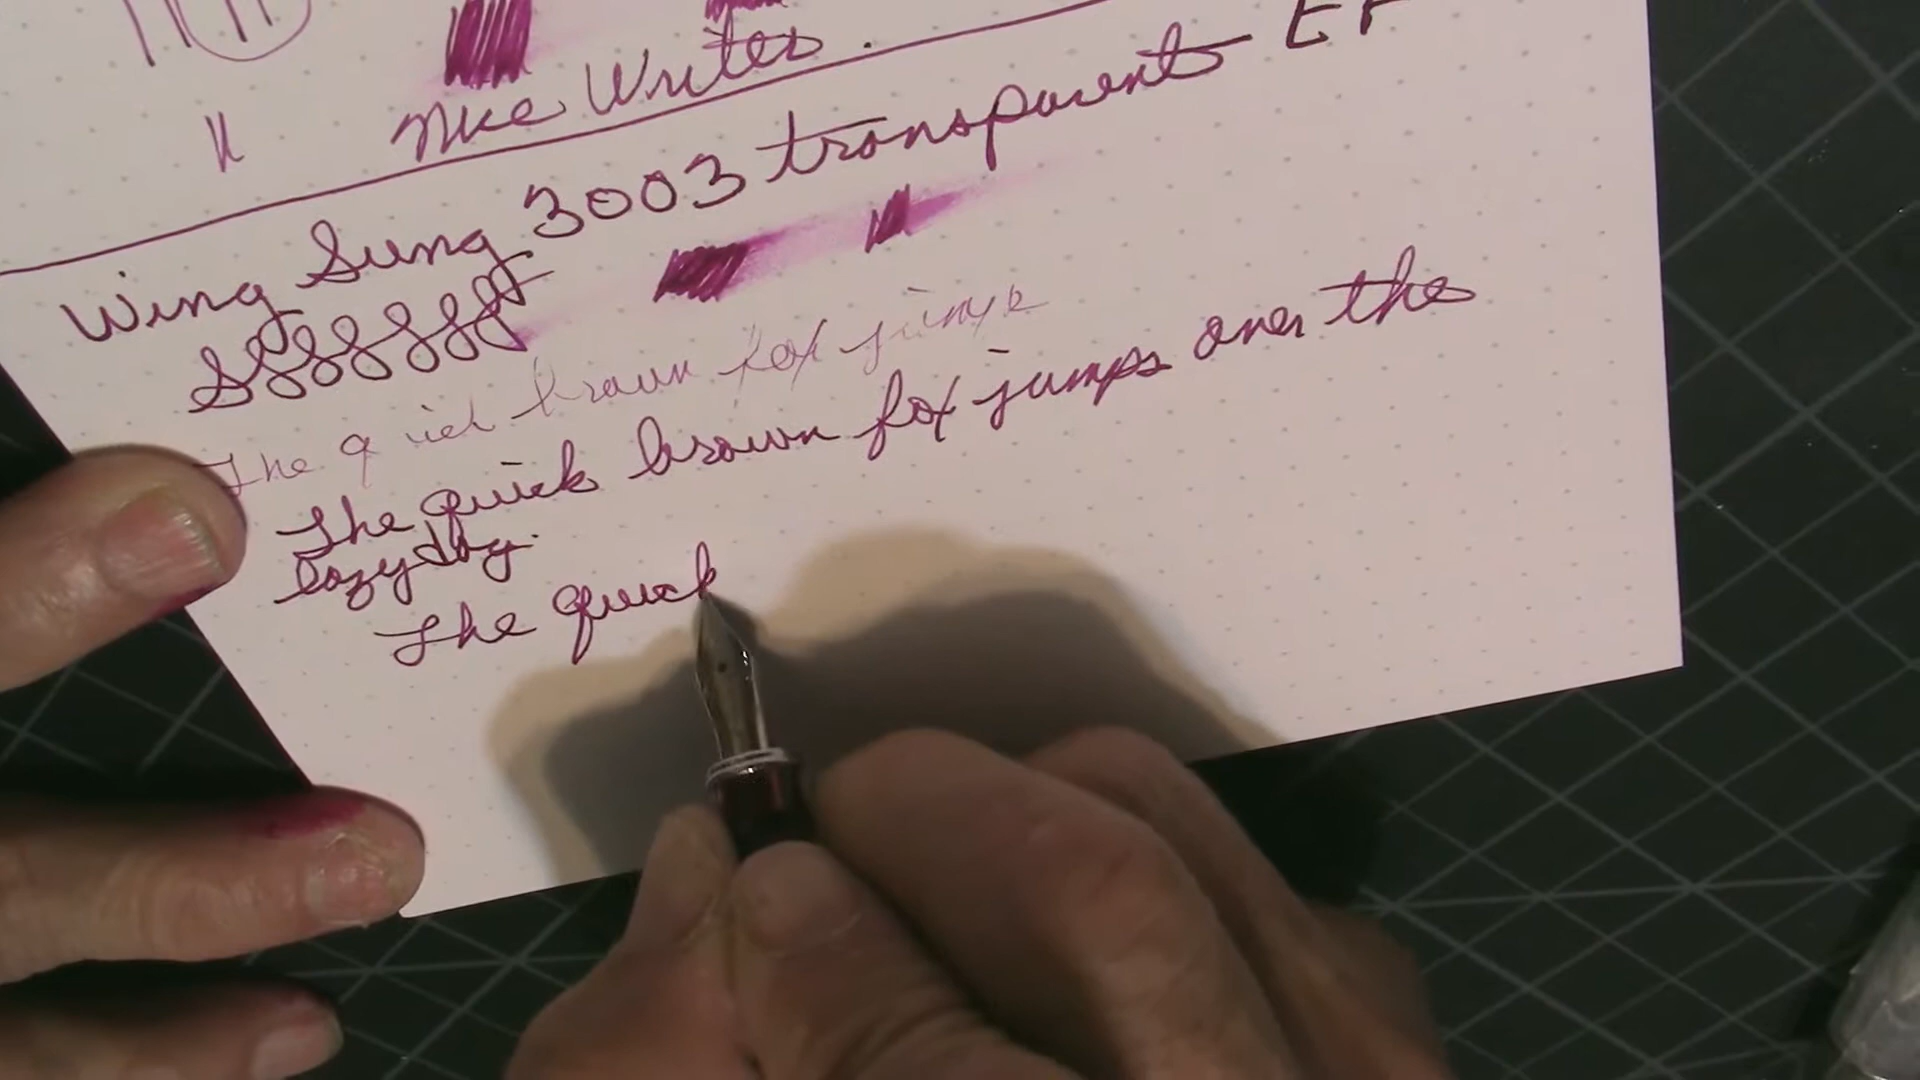 Nice Writer.
Wing Sung 3003 transparent EF
The quick brown fox jumps
The quick brown fox jumps over the
lazy dog.
The quick